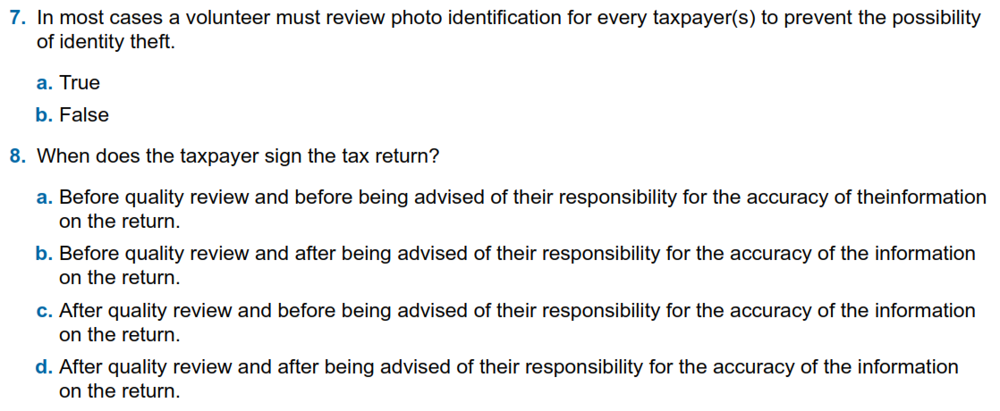 7. In most cases a volunteer must review photo identification for every taxpayer(s) to prevent the possibility
of identity theft.
a. True
b. False
8. When does the taxpayer sign the tax return?
a. Before quality review and before being advised of their responsibility for the accuracy of theinformation
on the return.
b. Before quality review and after being advised of their responsibility for the accuracy of the information
on the return.
c. After quality review and before being advised of their responsibility for the accuracy of the information
on the return.
d. After quality review and after being advised of their responsibility for the accuracy of the information
on the return.